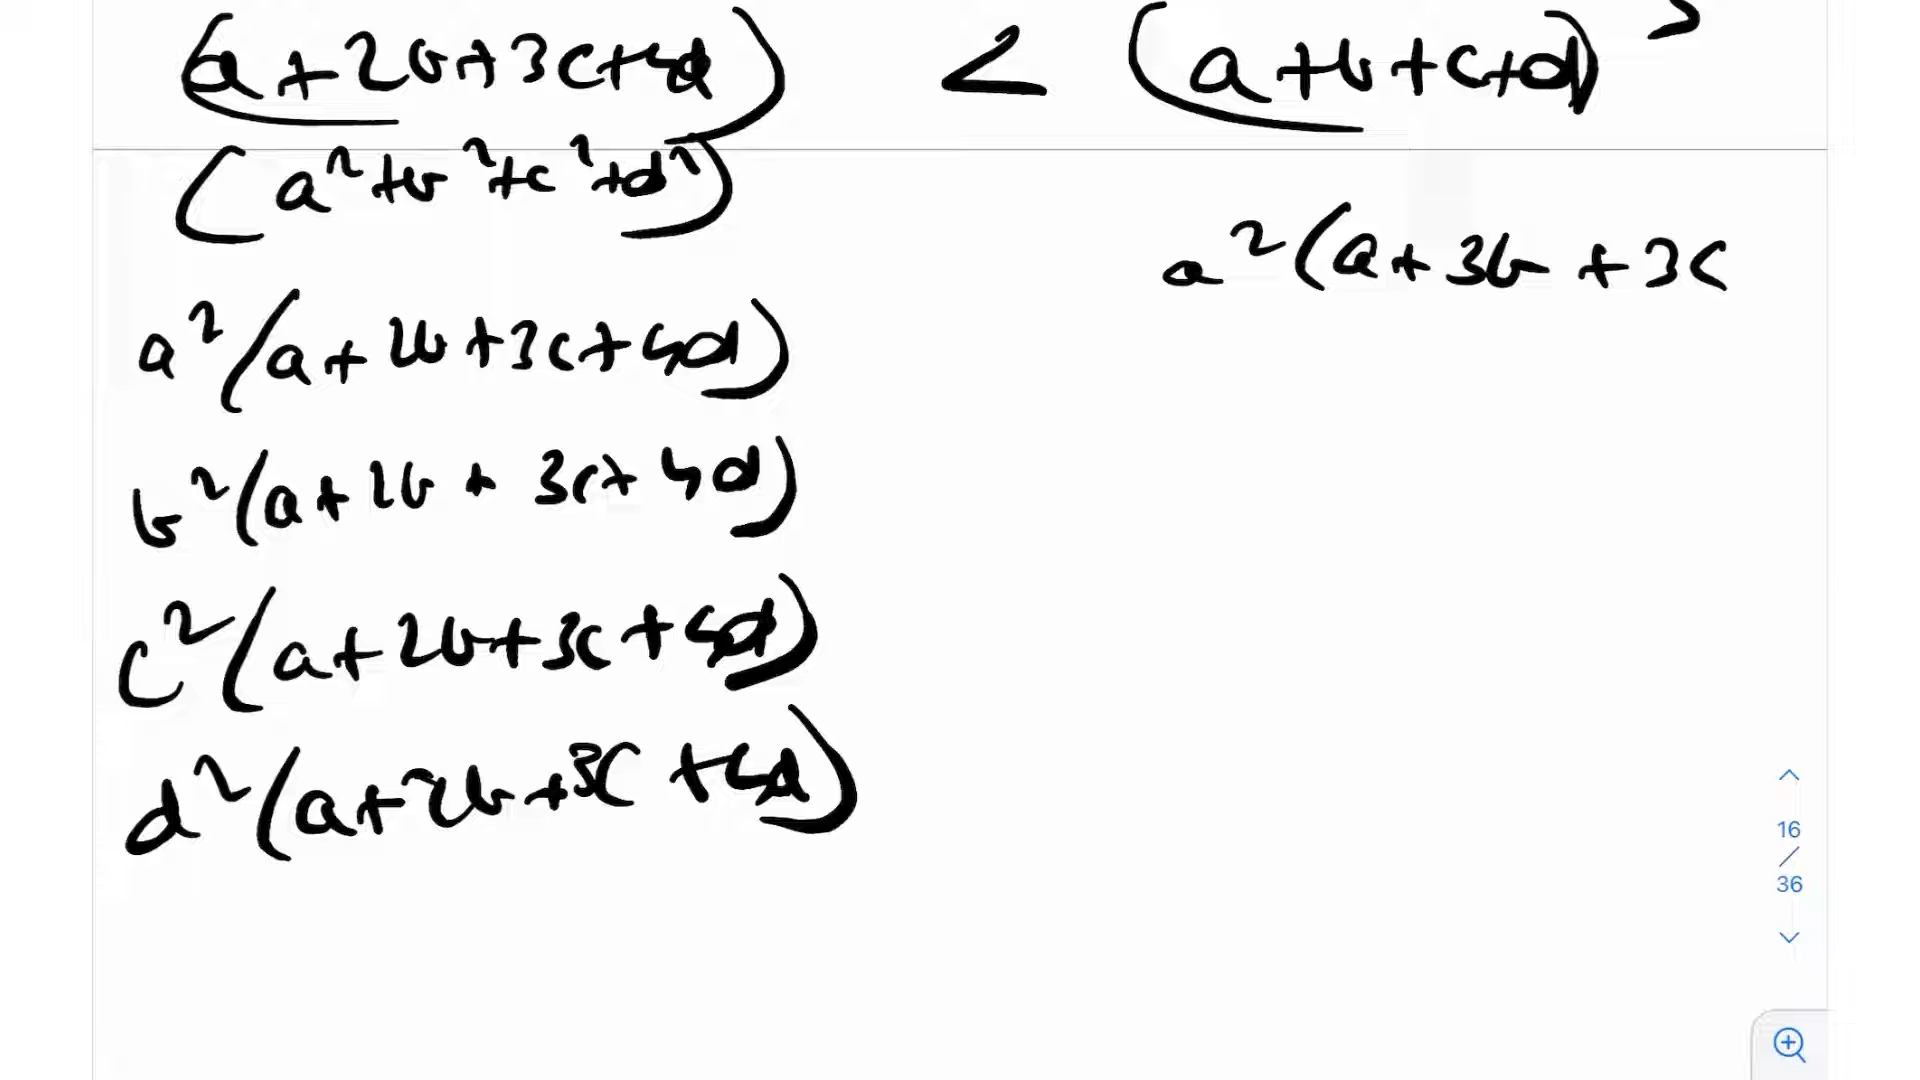 (a+2b+3c+4d) < (a+b+c+d)³
(a²+b²+c²+d²)
a²(a+3b+3c
a²(a+2b+3c+4d)
b²(a+2b+3c+4d)
c²(a+2b+3c+4d)
d²(a+2b+3c+4d)
16
/
36